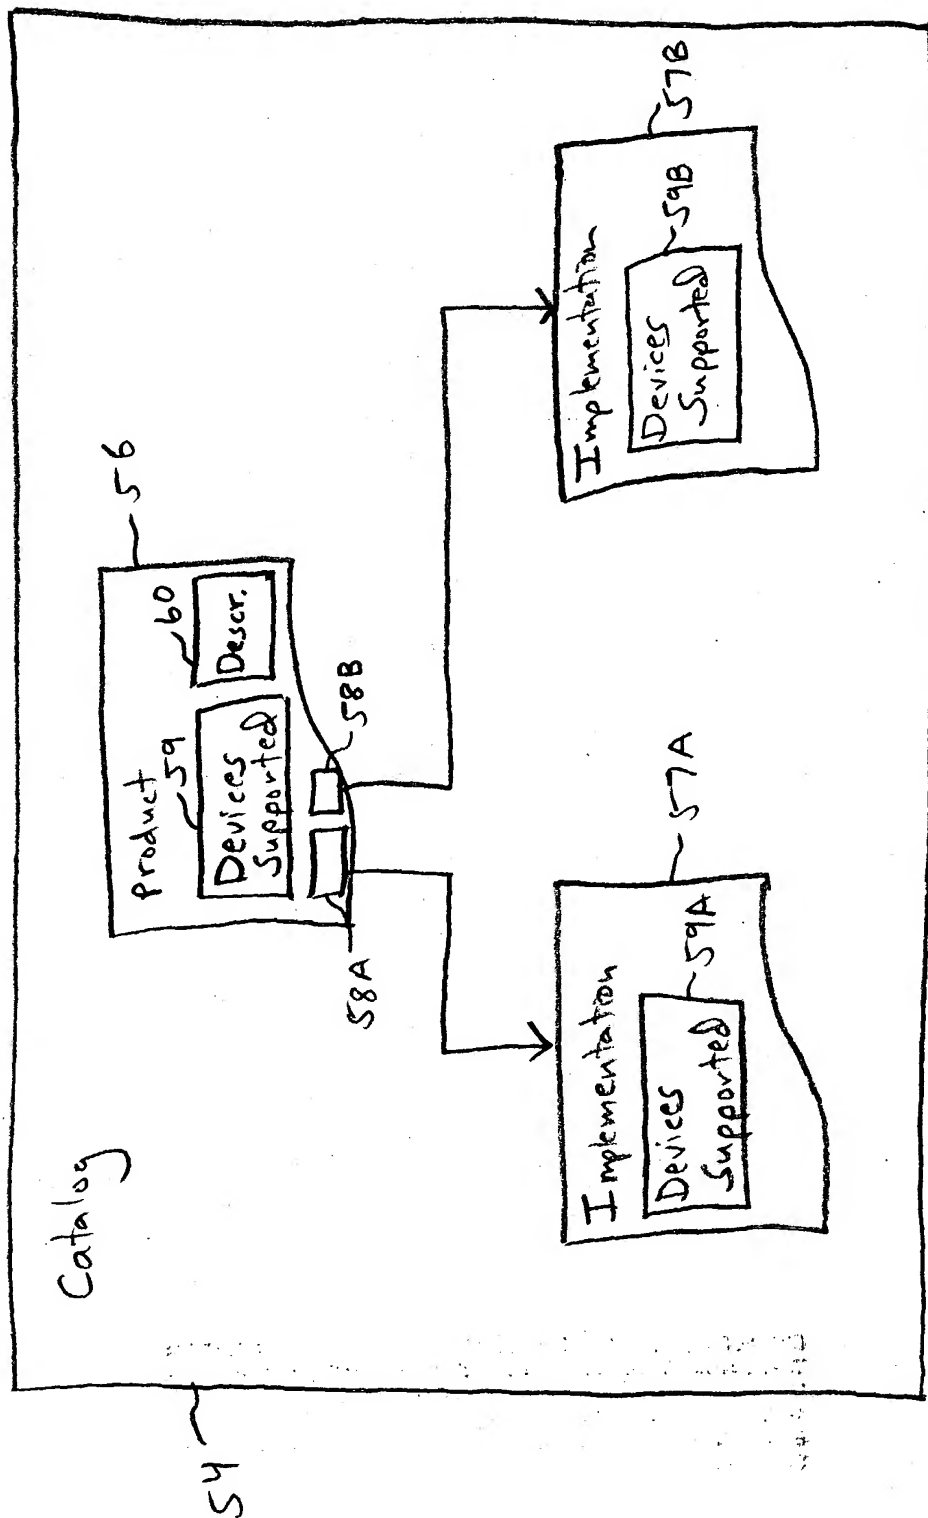 54
Catalog
56
Product
59
Devices
Supported
60
Descr.
58A
58B
57A
Implementation
59A
Devices
Supported
57B
Implementation
59B
Devices
Supported